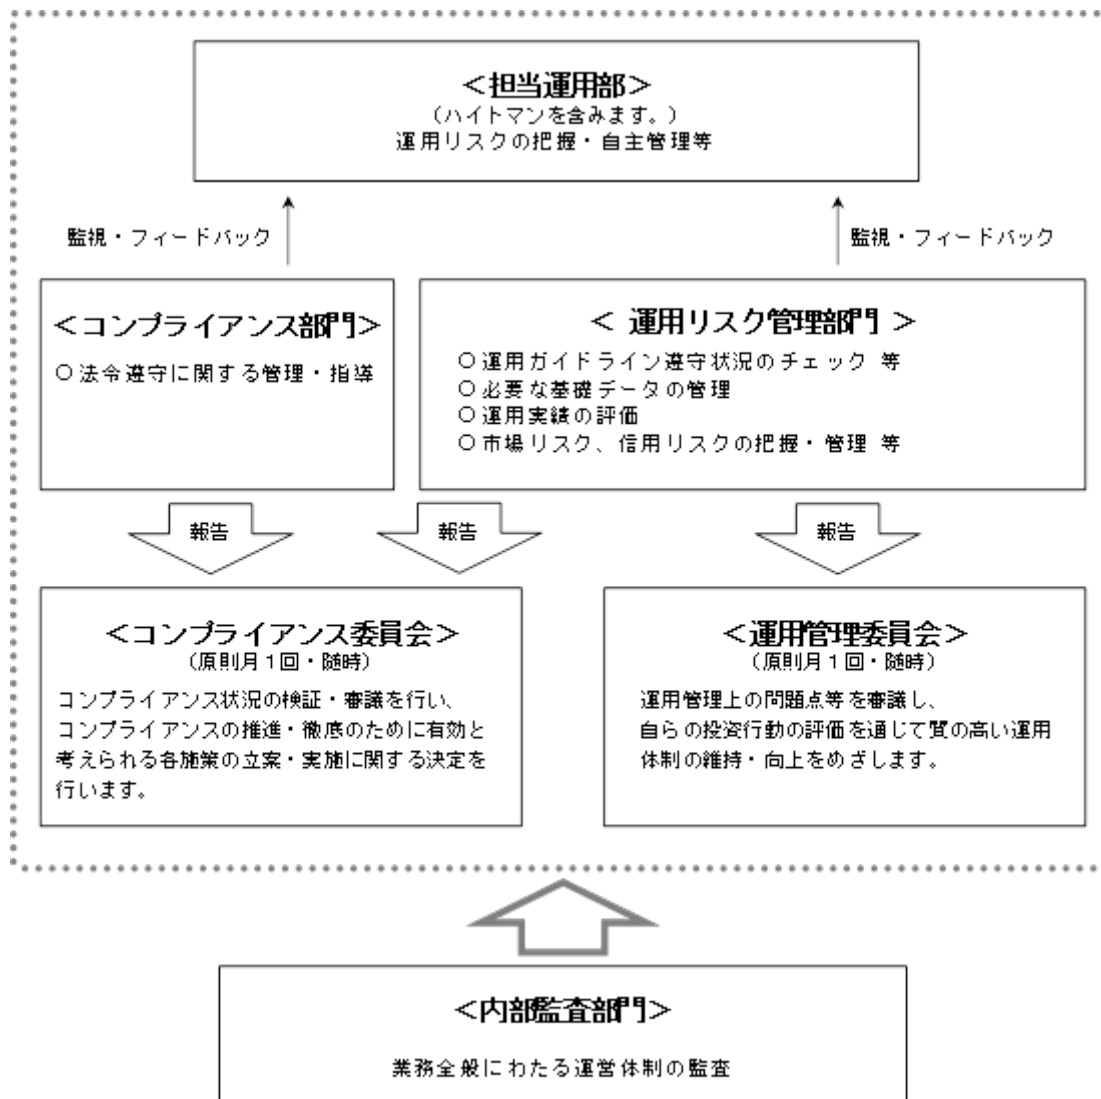 ＜担当運用部＞
（ハイトマンを含みます。）
運用リスクの把握・自主管理等
監視・フィードバック
監視・フィードバック
＜コンプライアンス部門＞
○法令遵守に関する管理・指導
＜ 運用リスク管理部門 ＞
○運用ガイドライン遵守状況のチェック 等
○必要な基礎データの管理
○運用実績の評価
○市場リスク、信用リスクの把握・管理 等
報告
報告
報告
＜コンプライアンス委員会＞
（原則月1回・随時）
コンプライアンス状況の検証・審議を行い、
コンプライアンスの推進・徹底のために有効と
考えられる各施策の立案・実施に関する決定を
行います。
＜運用管理委員会＞
（原則月1回・随時）
運用管理上の問題点等を審議し、
自らの投資行動の評価を通じて質の高い運用
体制の維持・向上をめざします。
＜内部監査部門＞
業務全般にわたる運営体制の監査